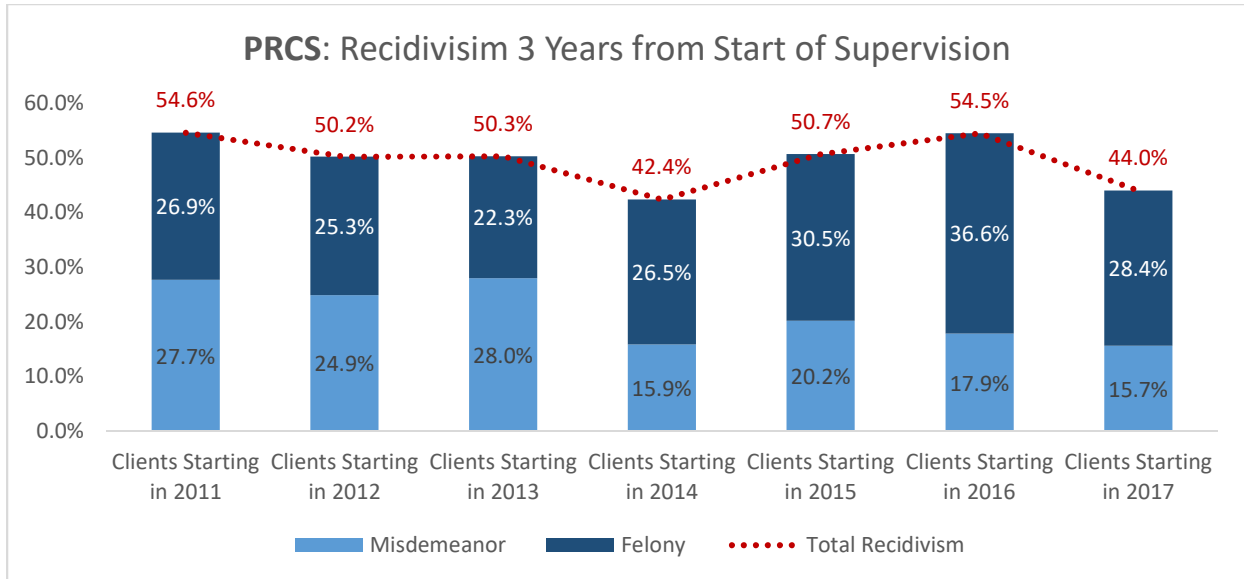 PRCS: Recidivisim 3 Years from Start of Supervision
54.6%
50.2%
50.3%
42.4%
50.7%
54.5%
44.0%
60.0%
50.0%
40.0%
30.0%
20.0%
10.0%
0.0%
26.9%
25.3%
22.3%
26.5%
30.5%
36.6%
28.4%
27.7%
24.9%
28.0%
15.9%
20.2%
17.9%
15.7%
Clients Starting
in 2011
Clients Starting
in 2012
Clients Starting
in 2013
Clients Starting
in 2014
Clients Starting
in 2015
Clients Starting
in 2016
Clients Starting
in 2017
Misdemeanor
Felony
Total Recidivism